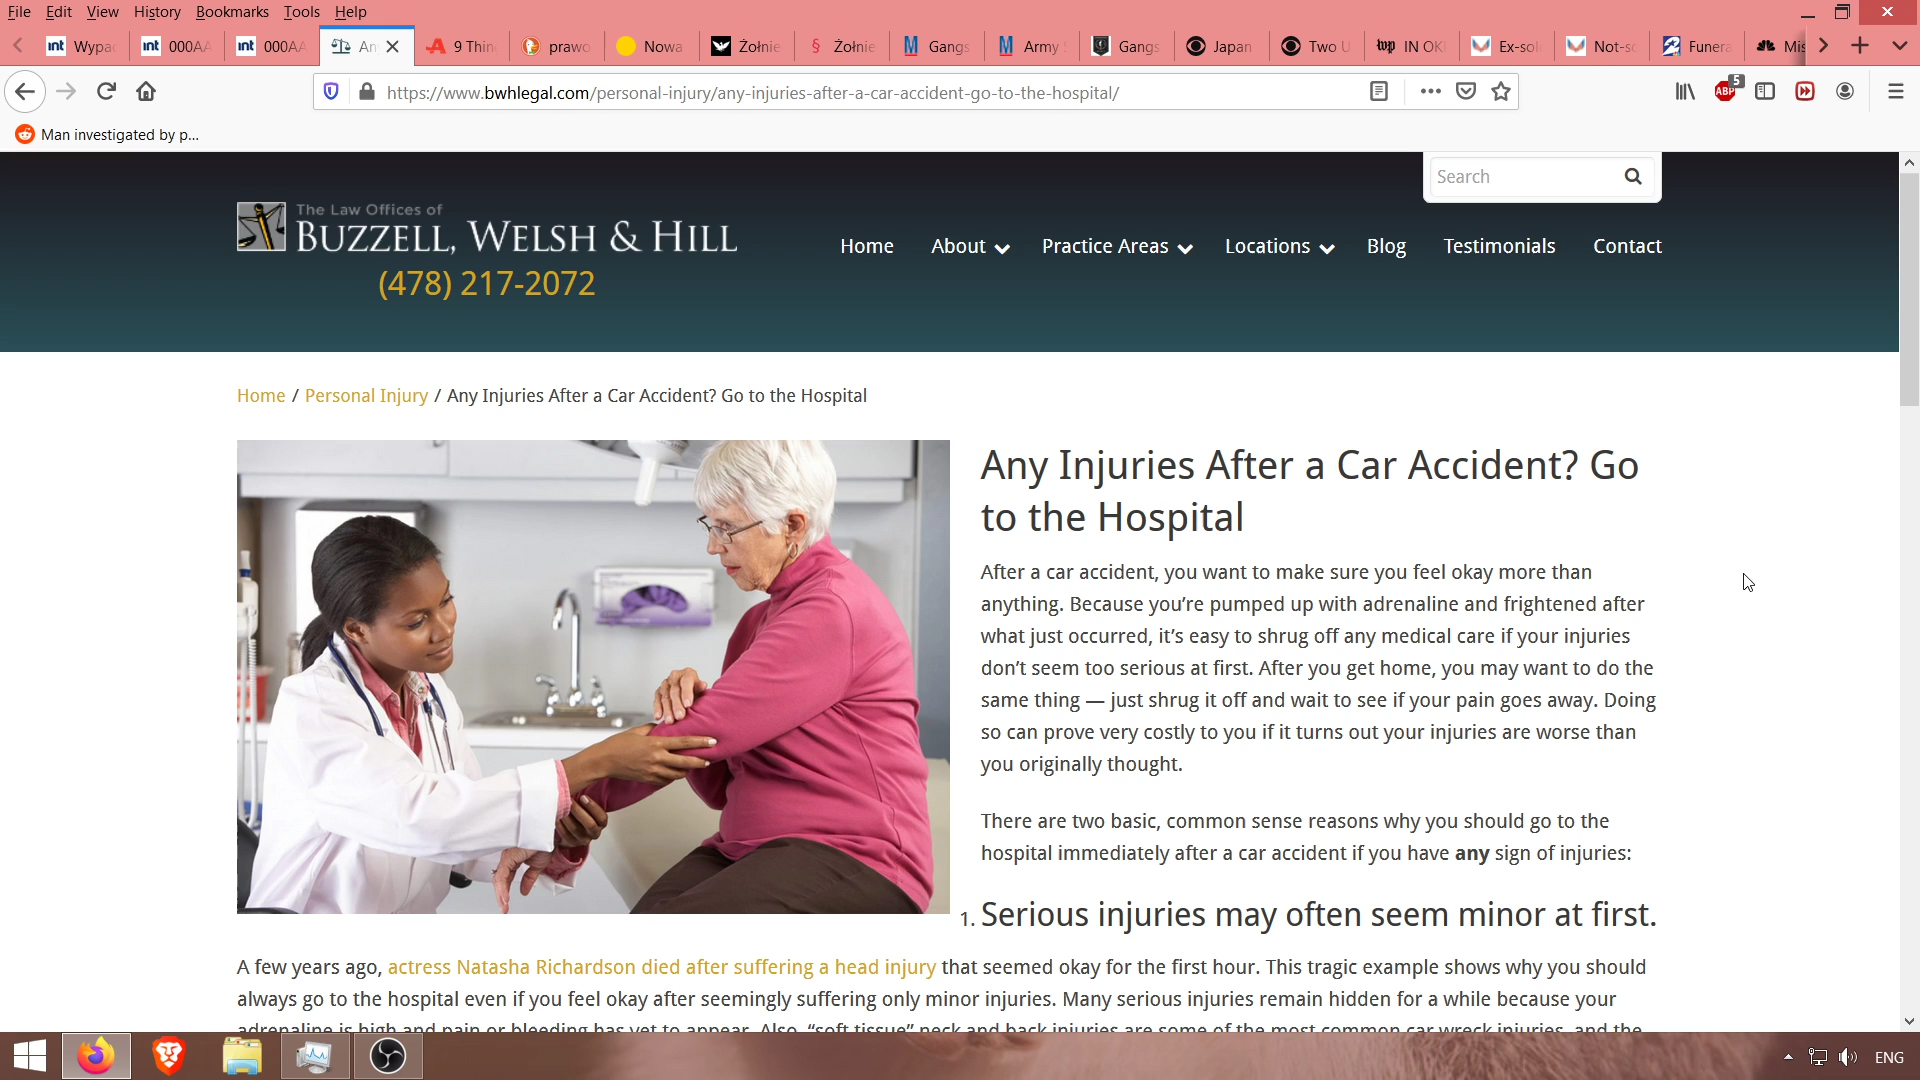 File Edit View History Bookmarks Tools Help
int Wypa int 000AA int 000AA An 9 Thin prawo Nowa Żołnie § Żołnie M Gangs M Army Gangs Japan Two U wp IN OK Ex-sol Not-so Funera Mis
https://www.bwhlegal.com/personal-injury/any-injuries-after-a-car-accident-go-to-the-hospital/
ABP 5
Man investigated by p...
Search
The Law Offices of
BUZZELL, WELSH & HILL
(478) 217-2072
Home About Practice Areas Locations Blog Testimonials Contact
Home / Personal Injury / Any Injuries After a Car Accident? Go to the Hospital
Any Injuries After a Car Accident? Go
to the Hospital
After a car accident, you want to make sure you feel okay more than
anything. Because you’re pumped up with adrenaline and frightened after
what just occurred, it’s easy to shrug off any medical care if your injuries
don’t seem too serious at first. After you get home, you may want to do the
same thing — just shrug it off and wait to see if your pain goes away. Doing
so can prove very costly to you if it turns out your injuries are worse than
you originally thought.
There are two basic, common sense reasons why you should go to the
hospital immediately after a car accident if you have any sign of injuries:
1. Serious injuries may often seem minor at first.
A few years ago, actress Natasha Richardson died after suffering a head injury that seemed okay for the first hour. This tragic example shows why you should
always go to the hospital even if you feel okay after seemingly suffering only minor injuries. Many serious injuries remain hidden for a while because your
adrenaline is high and pain or bleeding has yet to appear. Also, “soft tissue” neck and back injuries are some of the most common car wreck injuries, and the
ENG